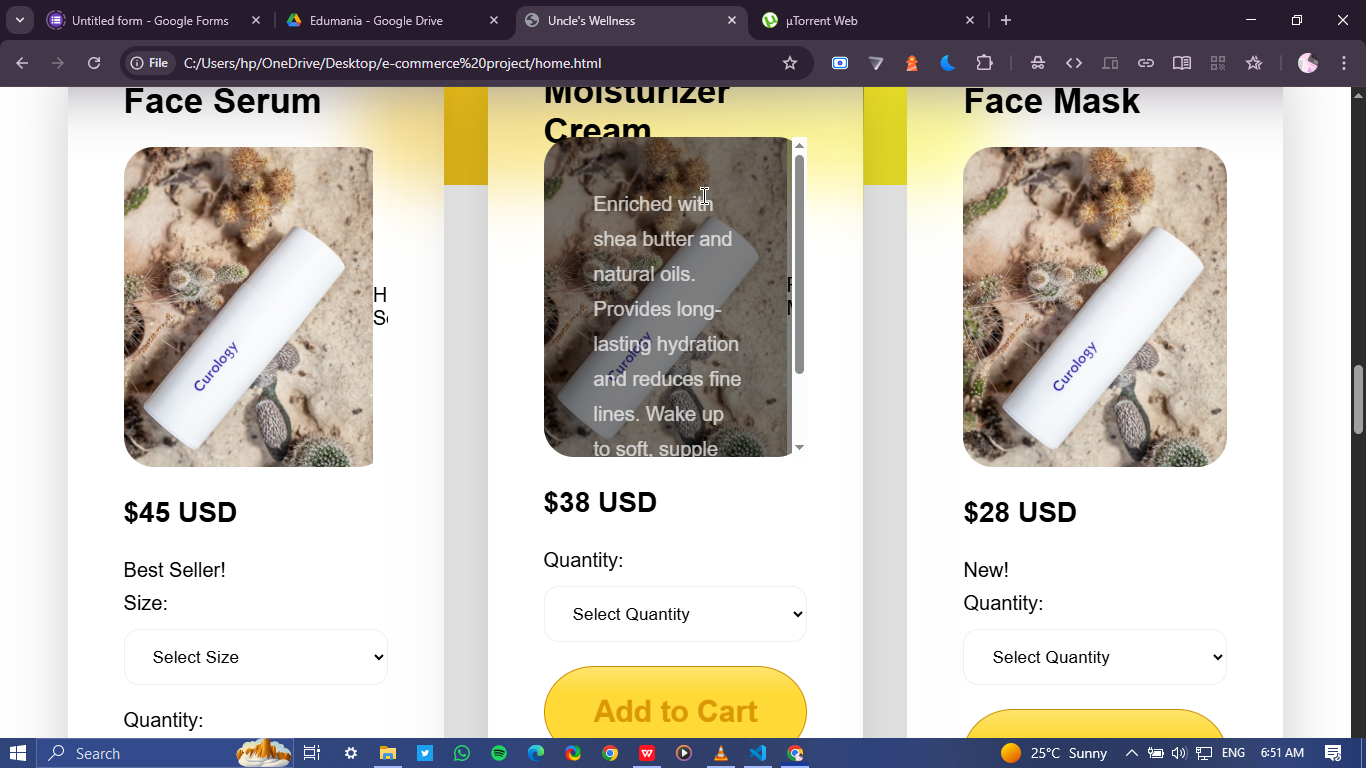 Untitled form - Google Forms
Edumania - Google Drive
Uncle's Wellness
µTorrent Web
File
C:/Users/hp/OneDrive/Desktop/e-commerce%20project/home.html
Face Serum
Curology
H
$45 USD
Best Seller!
Size:
Select Size
Quantity:
Moisturizer
Cream
Enriched with
shea butter and
natural oils.
Provides long-
lasting hydration
and reduces fine
lines. Wake up
to soft, supple
Curology
$38 USD
Quantity:
Select Quantity
Add to Cart
Face Mask
Curology
$28 USD
New!
Quantity:
Select Quantity
Search
25°C Sunny
ENG
6:51 AM